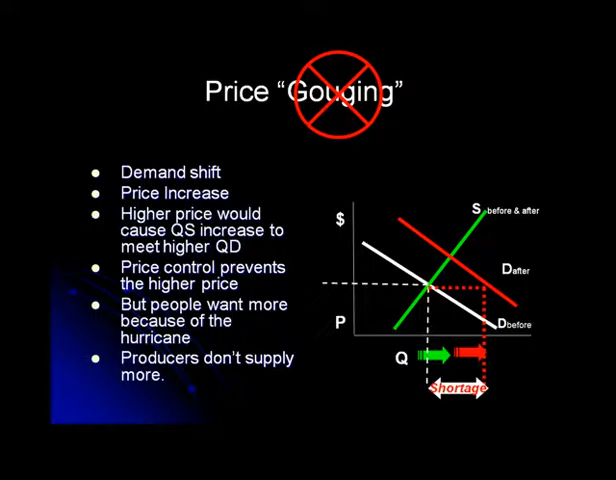 Price “Gouging”
Demand shift
Price Increase
Higher price would
cause QS increase to
meet higher QD
Price control prevents
the higher price
But people want more
because of the
hurricane
Producers don’t supply
more.
S before & after
$
D after
P
D before
Q
Shortage